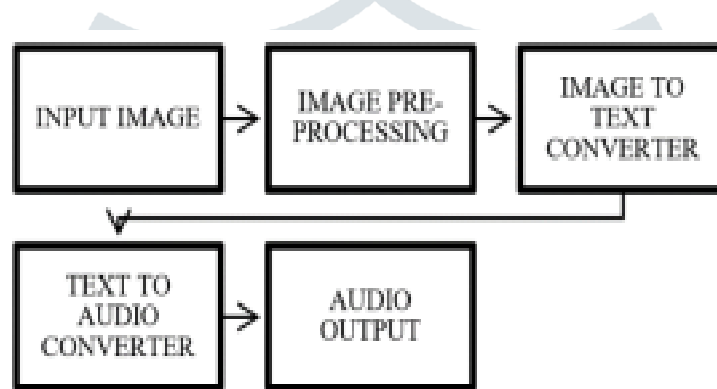 INPUT IMAGE
IMAGE PRE-
PROCESSING
IMAGE TO
TEXT
CONVERTER
TEXT TO
AUDIO
CONVERTER
AUDIO
OUTPUT